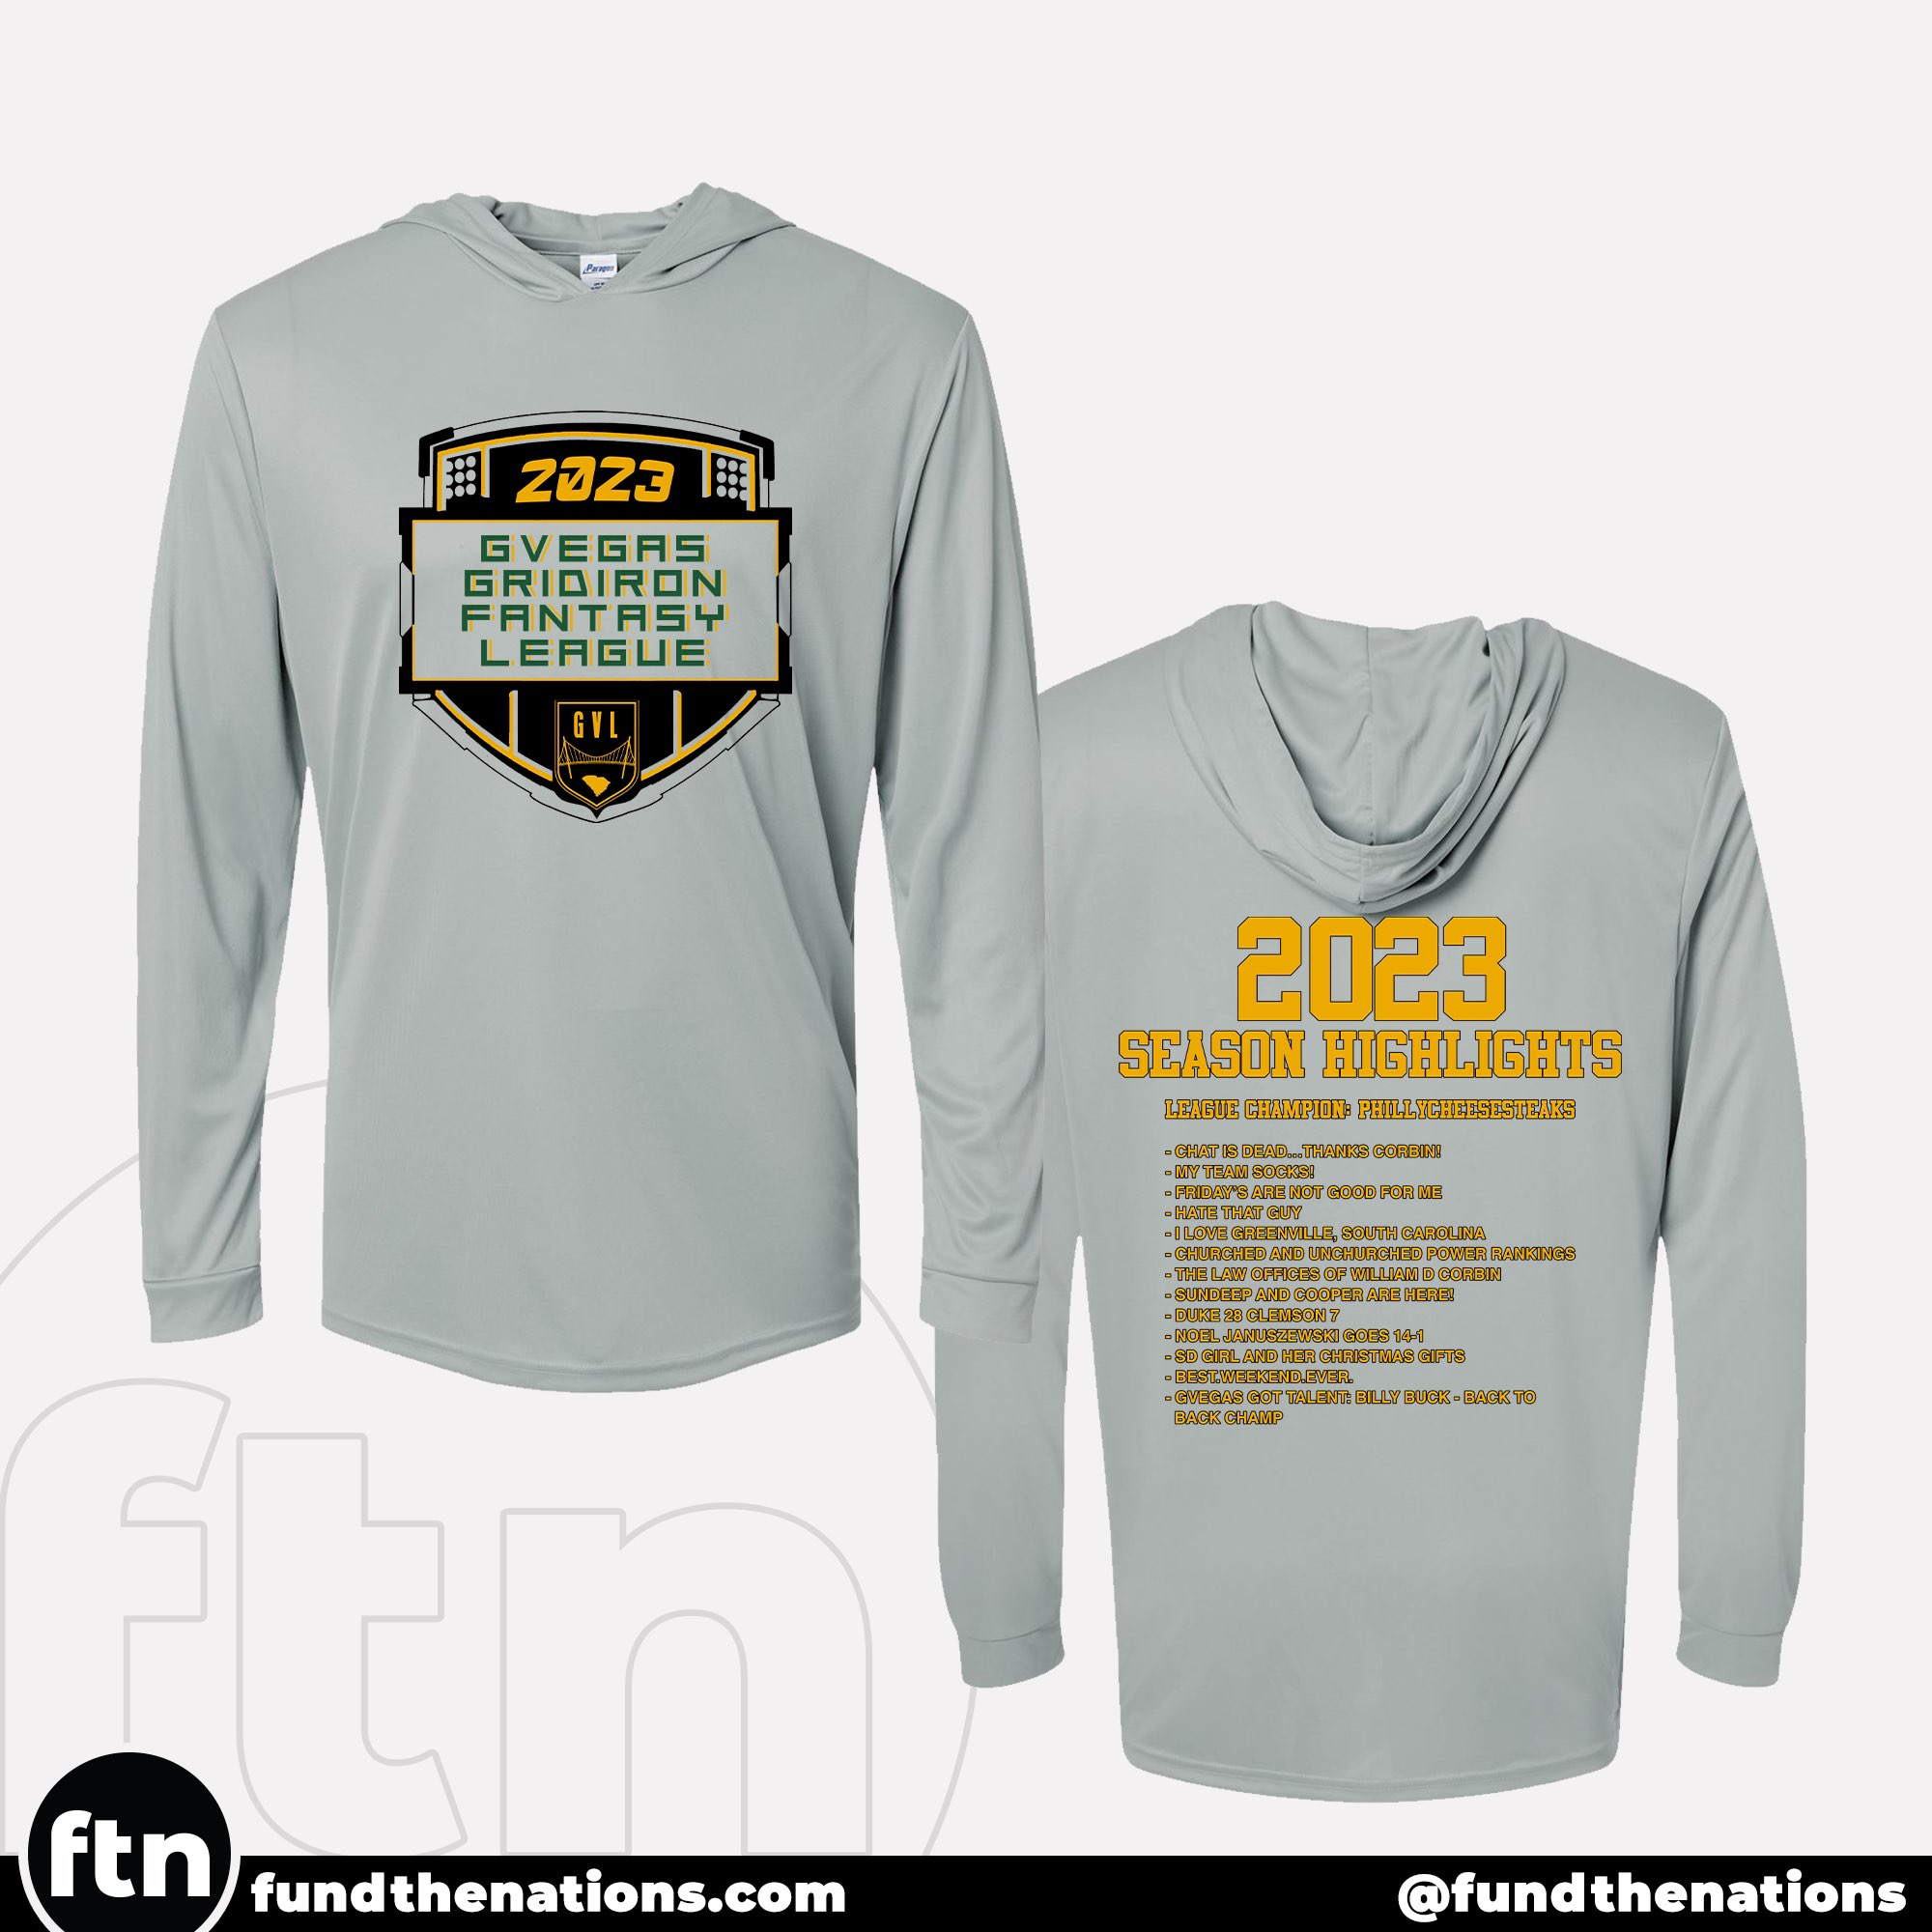 Paragon
2023
GVEGAS
GRIDIRON
FANTASY
LEAGUE
GVL
2023
SEASON HIGHLIGHTS
LEAGUE CHAMPION: PHILLYCHEESESTEAKS
- CHAT IS DEAD...THANKS CORBIN!
- MY TEAM SOCKS!
- FRIDAY'S ARE NOT GOOD FOR ME
- HATE THAT GUY
- I LOVE GREENVILLE, SOUTH CAROLINA
- CHURCHED AND UNCHURCHED POWER RANKINGS
- THE LAW OFFICES OF WILLIAM D CORBIN
- SUNDEEP AND COOPER ARE HERE!
- DUKE 28 CLEMSON 7
- NOEL JANUSZEWSKI GOES 14-1
- SD GIRL AND HER CHRISTMAS GIFTS
- BEST.WEEKEND.EVER.
- GVEGAS GOT TALENT: BILLY BUCK - BACK TO
BACK CHAMP
ftn
ftn
fundthenations.com
@fundthenations